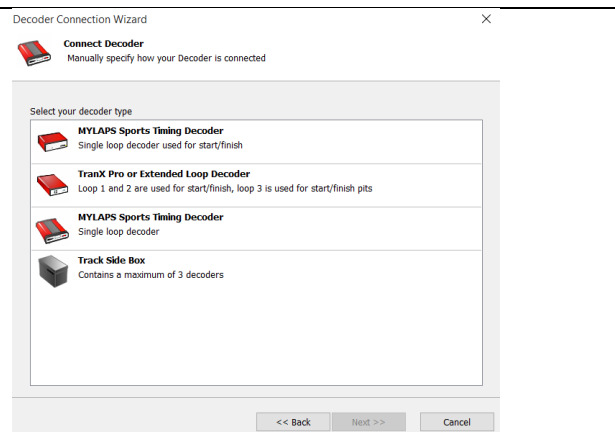 Decoder Connection Wizard
Connect Decoder
Manually specify how your Decoder is connected
Select your decoder type
MYLAPS Sports Timing Decoder
Single loop decoder used for start/finish
TranX Pro or Extended Loop Decoder
Loop 1 and 2 are used for start/finish, loop 3 is used for start/finish pits
MYLAPS Sports Timing Decoder
Single loop decoder
Track Side Box
Contains a maximum of 3 decoders
<< Back Next >> Cancel